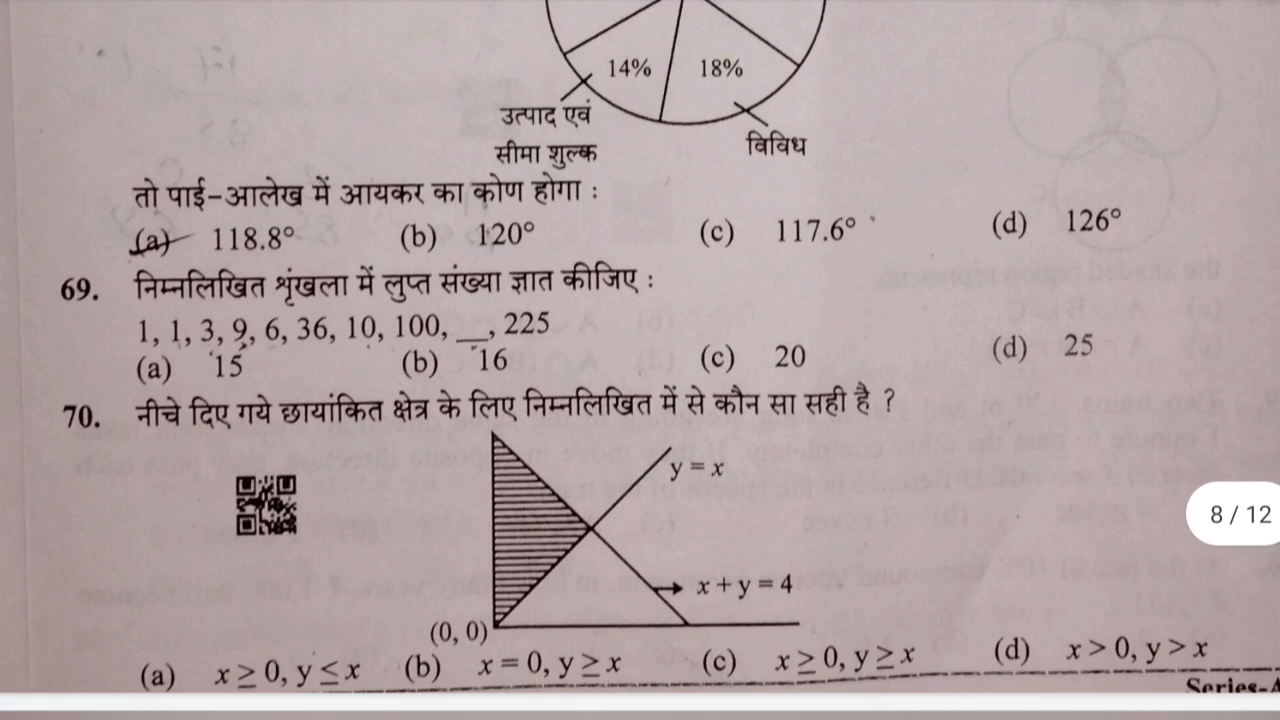 14% 18%
उत्पाद एवं
सीमा शुल्क
विविध
तो पाई-आलेख में आयकर का कोण होगा :
(a) 118.8° (b) 120° (c) 117.6° (d) 126°
69. निम्नलिखित शृंखला में लुप्त संख्या ज्ञात कीजिए :
1, 1, 3, 9, 6, 36, 10, 100, __, 225
(a) 15 (b) 16 (c) 20 (d) 25
70. नीचे दिए गये छायांकित क्षेत्र के लिए निम्नलिखित में से कौन सा सही है ?
y = x
8 / 12
x + y = 4
(0, 0)
(a) x ≥ 0, y ≤ x (b) x = 0, y ≥ x (c) x ≥ 0, y ≥ x (d) x > 0, y > x
Series-A